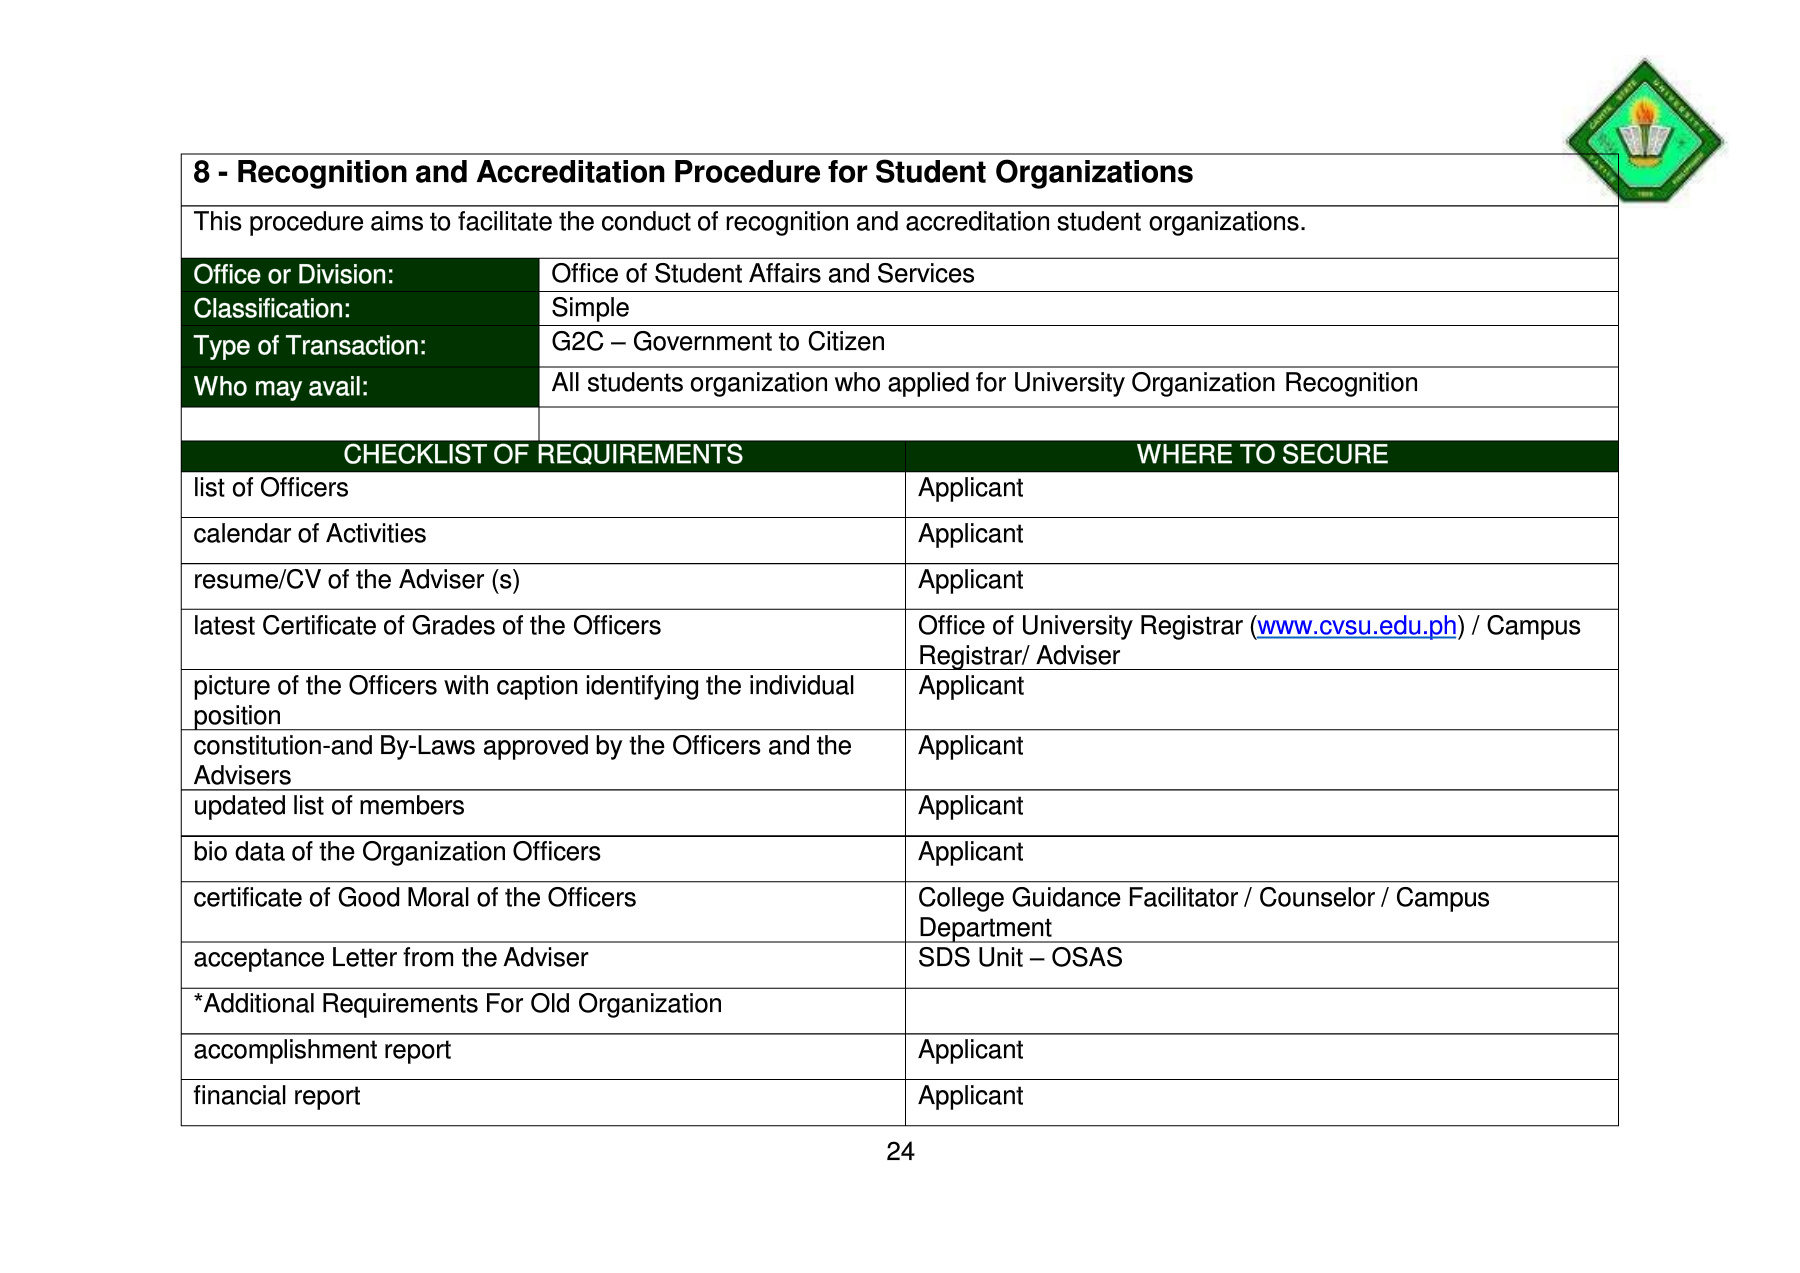 CAVITE STATE UNIVERSITY
8 - Recognition and Accreditation Procedure for Student Organizations
This procedure aims to facilitate the conduct of recognition and accreditation student organizations.
Office or Division: Office of Student Affairs and Services
Classification: Simple
Type of Transaction: G2C – Government to Citizen
Who may avail: All students organization who applied for University Organization Recognition
CHECKLIST OF REQUIREMENTS WHERE TO SECURE
list of Officers Applicant
calendar of Activities Applicant
resume/CV of the Adviser (s) Applicant
latest Certificate of Grades of the Officers Office of University Registrar (www.cvsu.edu.ph) / Campus
Registrar/ Adviser
picture of the Officers with caption identifying the individual Applicant
position
constitution-and By-Laws approved by the Officers and the Applicant
Advisers
updated list of members Applicant
bio data of the Organization Officers Applicant
certificate of Good Moral of the Officers College Guidance Facilitator / Counselor / Campus
Department
acceptance Letter from the Adviser SDS Unit – OSAS
*Additional Requirements For Old Organization
accomplishment report Applicant
financial report Applicant
24